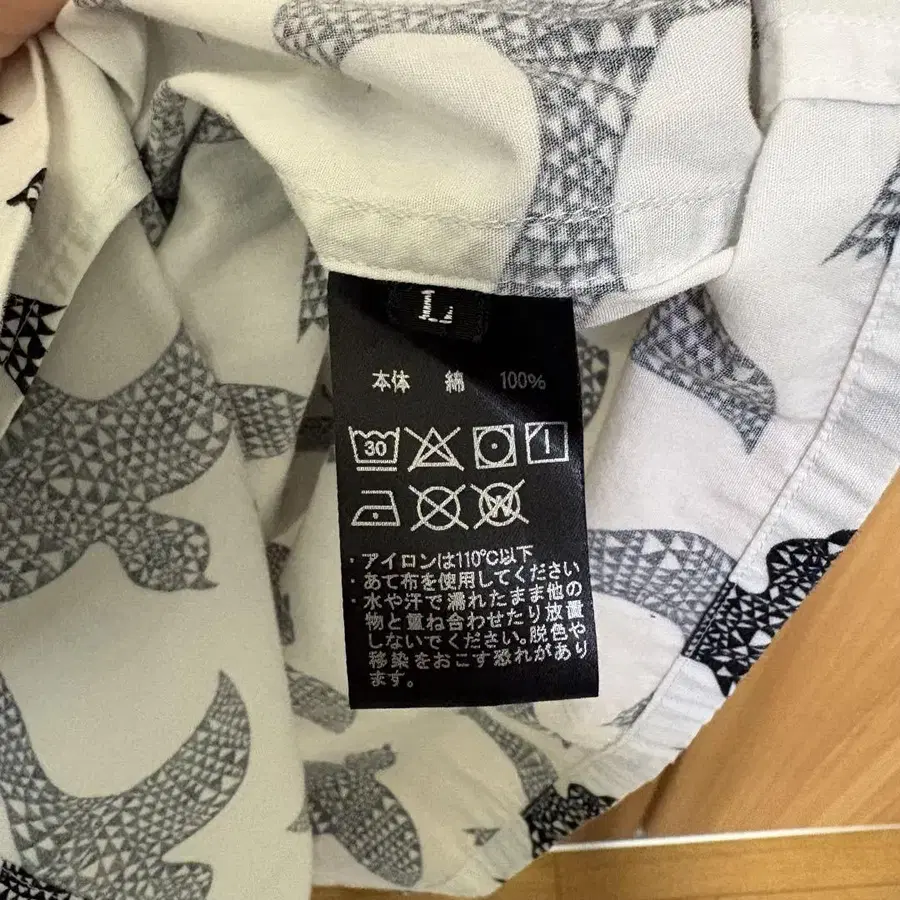 本体 綿 100%
30
W
・アイロンは110℃以下
・あて布を使用してください
・水や汗で濡れたまま他の
物と重ね合わせたり放置
しないでください。脱色や
移染をおこす恐れがあり
ます。